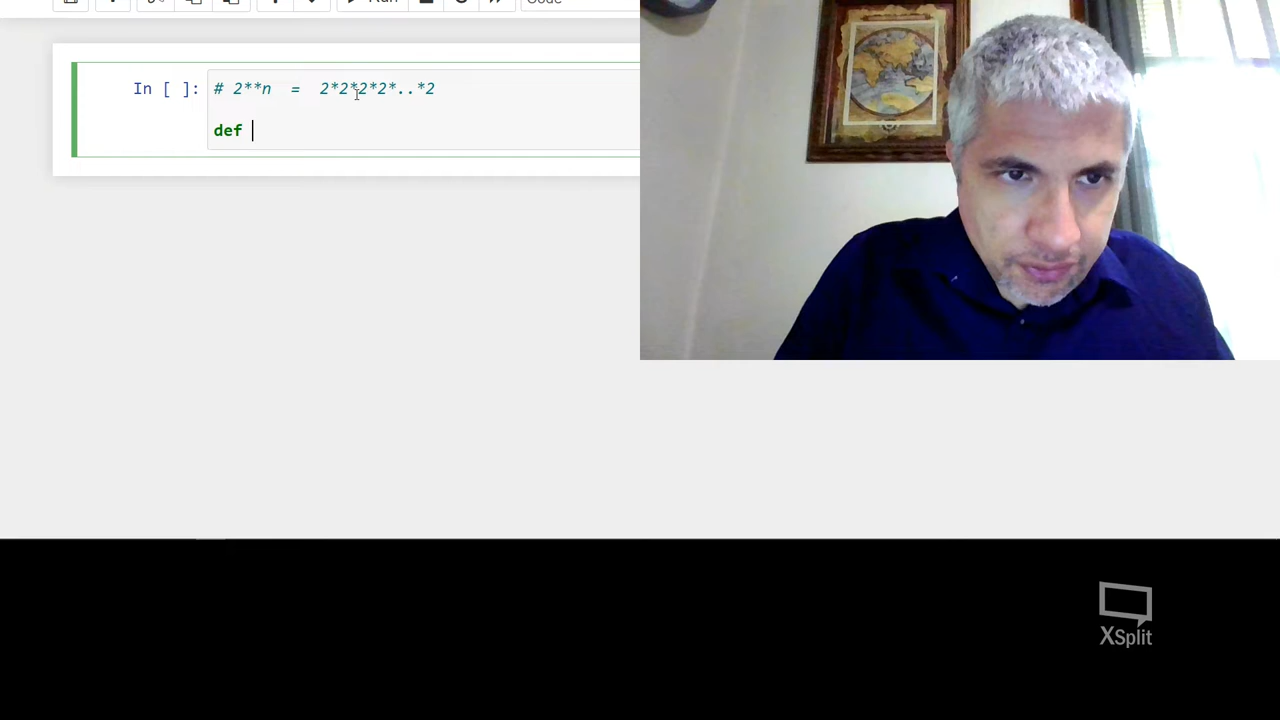 In [ ]: # 2**n = 2*2*2*2*..*2
def
XSplit